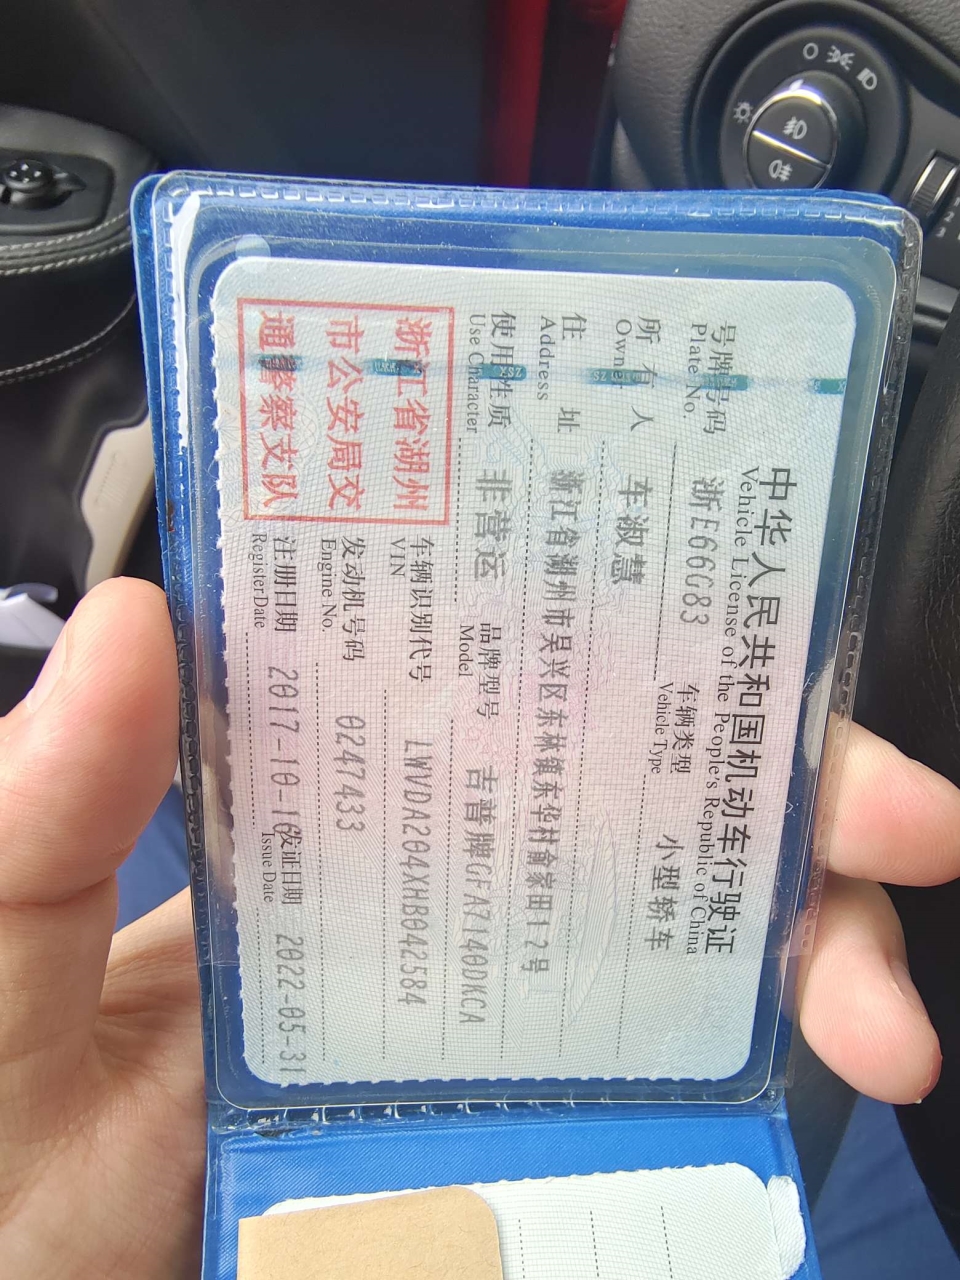 中华人民共和国机动车行驶证
Vehicle License of the People's Republic of China
号牌号码 浙E66G83 车辆类型 小型轿车
Plate No. Vehicle Type
所有人 车淑慧
Owner
住址 浙江省湖州市吴兴区东林镇东华村俞家田12号
Address
使用性质 非营运 品牌型号 吉普牌GFA7140DKCA
Use Character Model
浙江省湖州
市公安局交
通警察支队
车辆识别代号 LWVDA204XHB042584
VIN
发动机号码 0247433
Engine No.
注册日期 2017-10-16 发证日期 2022-05-31
Register Date Issue Date